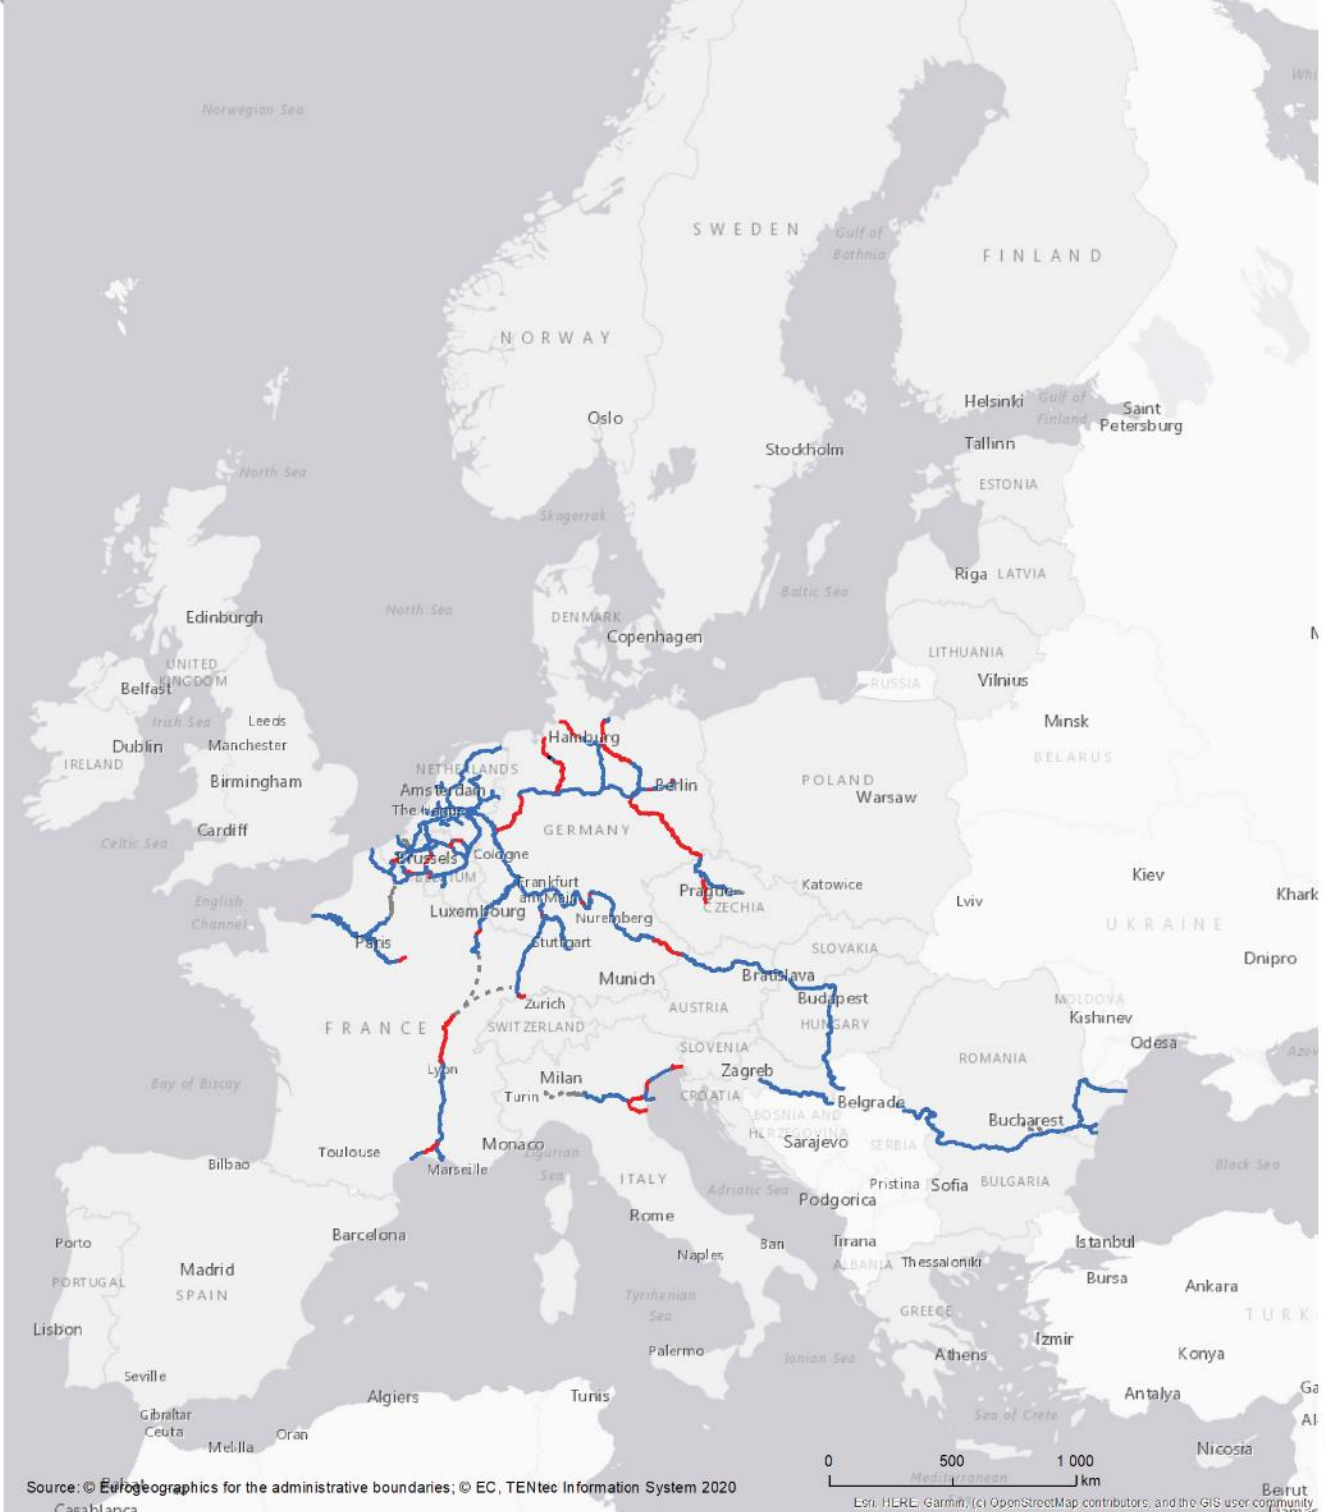 Norwegian Sea
SWEDEN
Gulf of
Bothnia
FINLAND
NORWAY
Helsinki
Gulf of
Finland
Saint
Petersburg
Oslo
Stockholm
Tallinn
North Sea
ESTONIA
Skagerrak
Riga
LATVIA
Baltic Sea
North Sea
Edinburgh
DENMARK
Copenhagen
LITHUANIA
UNITED
KINGDOM
Belfast
RUSSIA
Vilnius
Irish Sea
Leeds
Minsk
Hamburg
Dublin
Manchester
IRELAND
BELARUS
NETHERLANDS
Birmingham
Amsterdam
Berlin
POLAND
Warsaw
The Hague
Cardiff
GERMANY
Celtic Sea
Brussels
Cologne
BELGIUM
Kiev
Frankfurt
am Main
Prague
Katowice
Lviv
Khark
English
Channel
Luxembourg
Nuremberg
CZECHIA
UKRAINE
Paris
Stuttgart
SLOVAKIA
Dnipro
Munich
Bratislava
Zurich
AUSTRIA
Budapest
MOLDOVA
Kishinev
FRANCE
SWITZERLAND
HUNGARY
Odesa
SLOVENIA
ROMANIA
Azov
Lyon
Zagreb
Bay of Biscay
Milan
Turin
CROATIA
Belgrade
BOSNIA AND
HERZEGOVINA
Bucharest
Toulouse
Monaco
Sarajevo
SERBIA
Bilbao
Marseille
Ligurian
Sea
Black Sea
ITALY
Adriatic Sea
Pristina
Sofia
BULGARIA
Podgorica
Rome
Barcelona
Porto
Naples
Bari
Tirana
Istanbul
Madrid
ALBANIA
Thessaloniki
PORTUGAL
SPAIN
Bursa
Ankara
Tyrrhenian
Sea
GREECE
TURK
Lisbon
Izmir
Palermo
Ionian Sea
Athens
Konya
Seville
Algiers
Tunis
Antalya
Ga
Gibraltar
Ceuta
Sea of Crete
Al
Oran
Melilla
Nicosia
0 500 1 000
km
Mediterranean
Rabat
Source: © Eurogeographics for the administrative boundaries; © EC, TENtec Information System 2020
Beirut
Casablanca
Esri, HERE, Garmin, (c) OpenStreetMap contributors, and the GIS user community